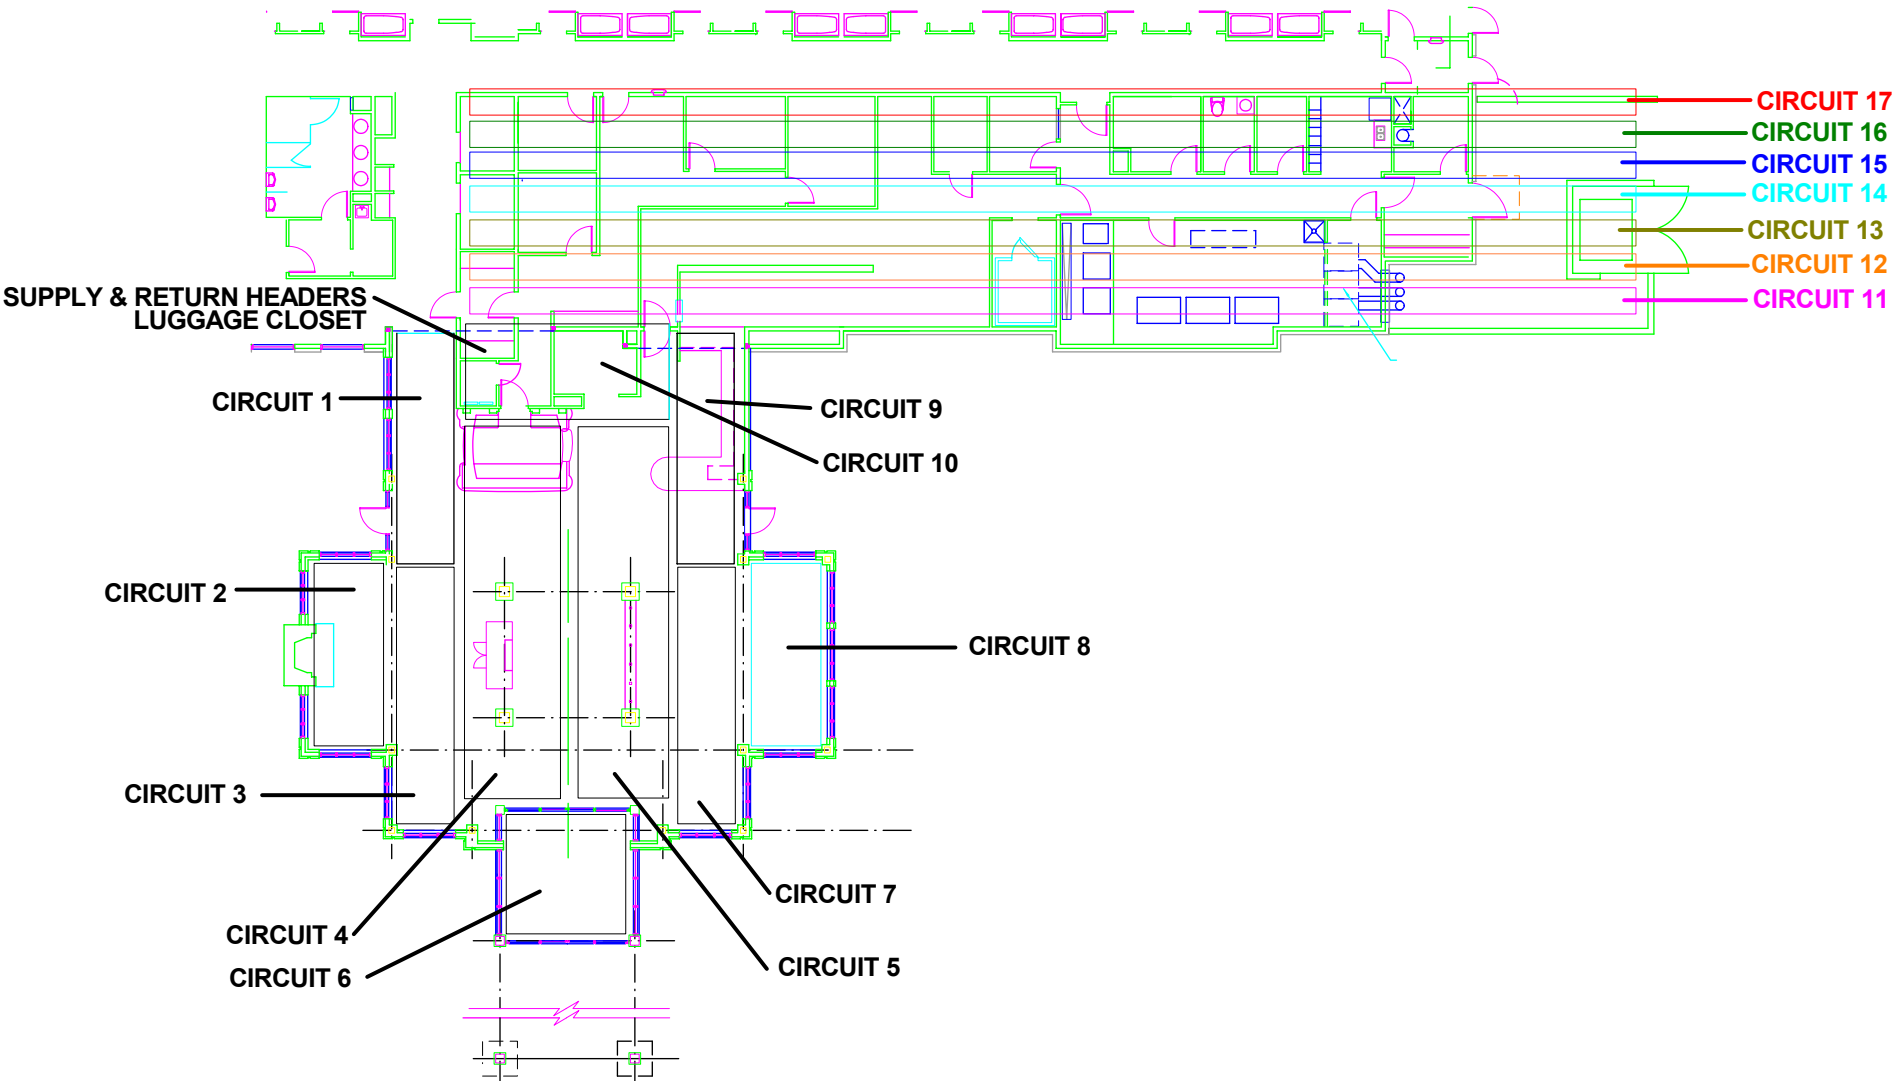 CIRCUIT 17
CIRCUIT 16
CIRCUIT 15
CIRCUIT 14
CIRCUIT 13
CIRCUIT 12
CIRCUIT 11
SUPPLY & RETURN HEADERS
LUGGAGE CLOSET
CIRCUIT 1
CIRCUIT 9
CIRCUIT 10
CIRCUIT 2
CIRCUIT 8
CIRCUIT 3
CIRCUIT 7
CIRCUIT 4
CIRCUIT 5
CIRCUIT 6